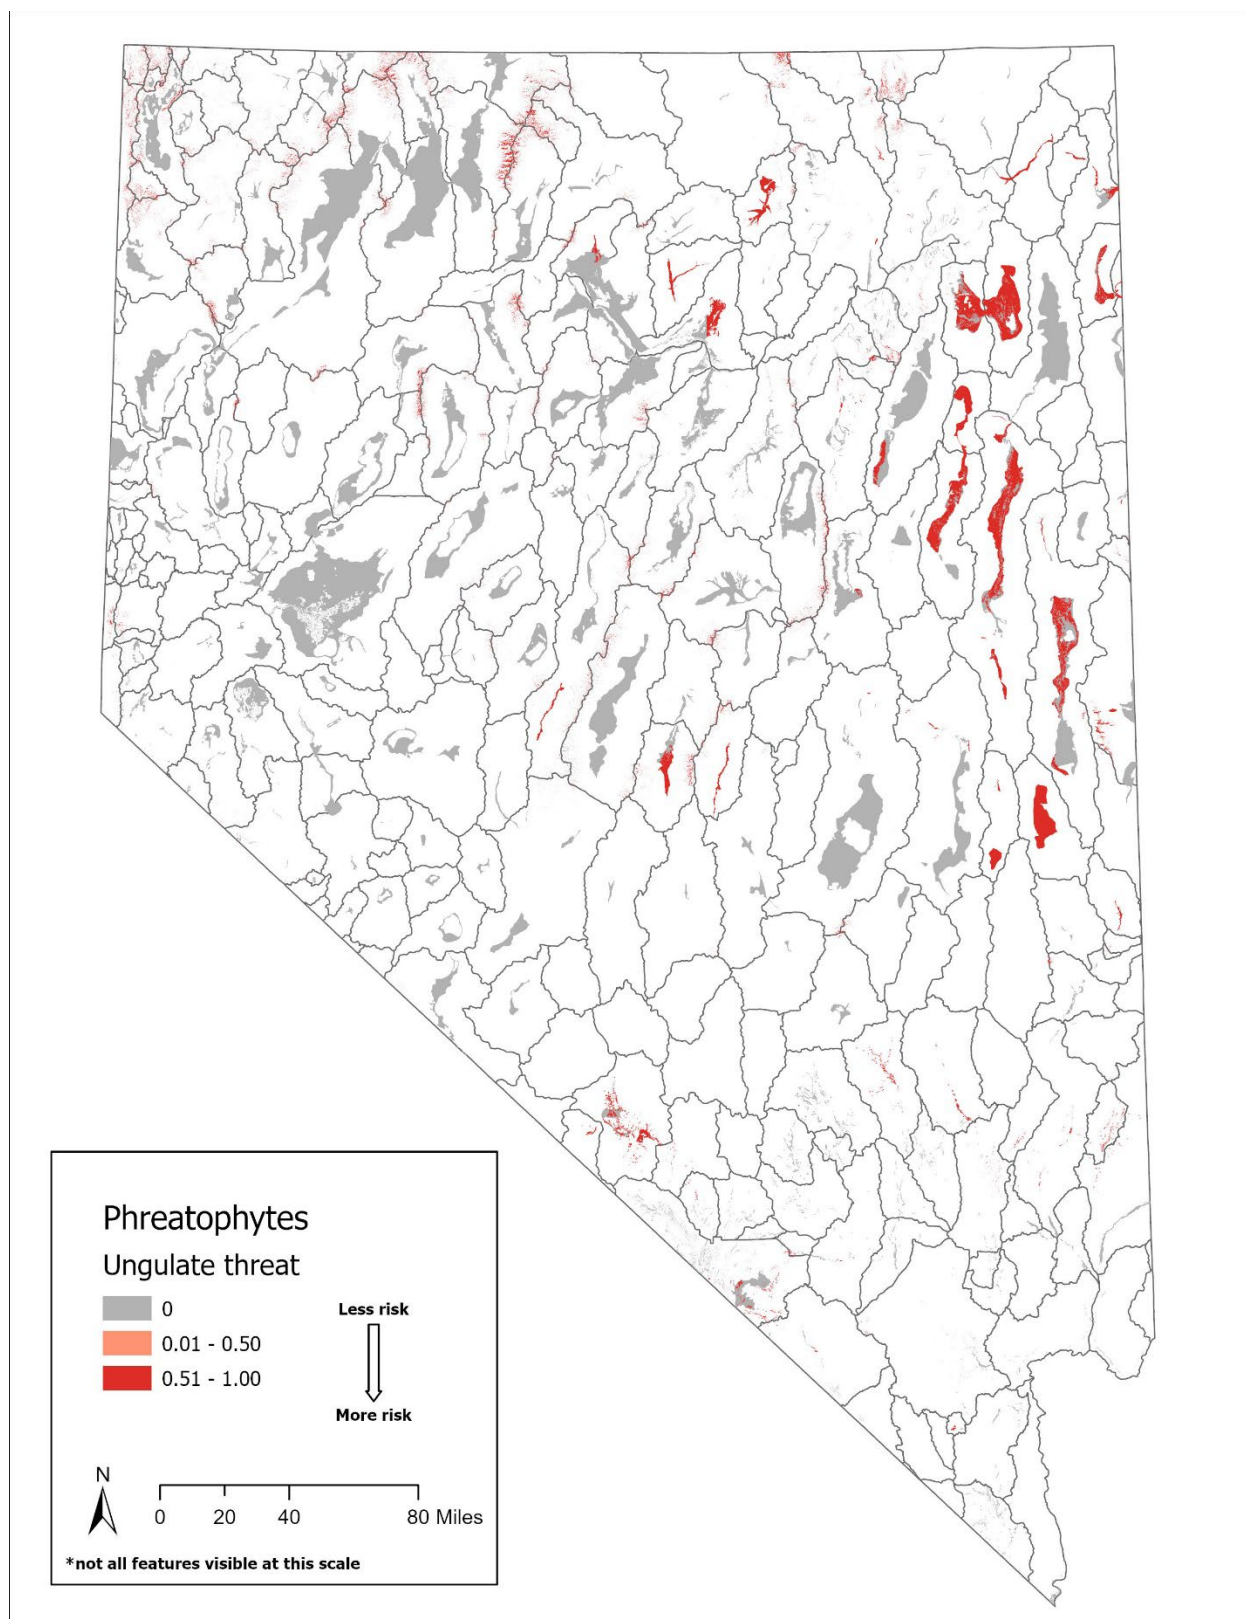 Phreatophytes
Ungulate threat
0
0.01 - 0.50
0.51 - 1.00
Less risk
More risk
N
0 20 40 80 Miles
*not all features visible at this scale